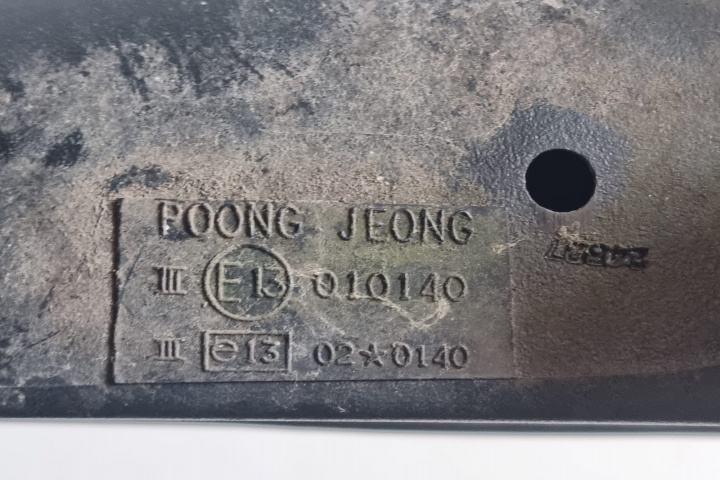 POONG JEONG
III E13 010140
III e13 02☆0140